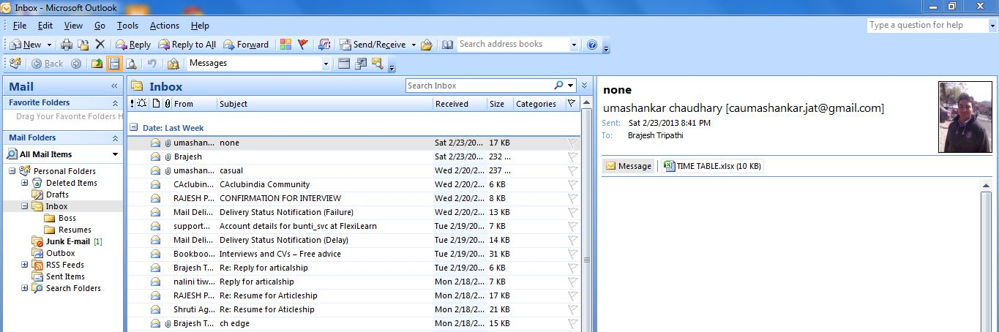 Inbox - Microsoft Outlook
File Edit View Go Tools Actions Help
Type a question for help
New Reply Reply to All Forward Send/Receive Search address books
Back Messages
Mail
Favorite Folders
Drag Your Favorite Folders H
Mail Folders
All Mail Items
Personal Folders
Deleted Items
Drafts
Inbox
Boss
Resumes
Junk E-mail [1]
Outbox
RSS Feeds
Sent Items
Search Folders
Inbox
Search Inbox
! From Subject Received Size Categories
Date: Last Week
umashan... none Sat 2/23/20... 17 KB
Brajesh Sat 2/23/20... 232 ...
umashan... casual Wed 2/20/2... 237 ...
CAclubin... CAclubindia Community Wed 2/20/2... 6 KB
RAJESH P... CONFIRMATION FOR INTERVIEW Wed 2/20/2... 8 KB
Mail Deli... Delivery Status Notification (Failure) Wed 2/20/2... 13 KB
support... Account details for bunti_svc at FlexiLearn Tue 2/19/20... 7 KB
Mail Deli... Delivery Status Notification (Delay) Tue 2/19/20... 14 KB
Bookboo... Interviews and CVs – Free advice Tue 2/19/20... 31 KB
Brajesh T... Re: Reply for articalship Tue 2/19/20... 6 KB
nalini tiw... Reply for articalship Mon 2/18/2... 7 KB
RAJESH P... Re: Resume for Articleship Mon 2/18/2... 17 KB
Shruti Ag... Re: Resume for Articleship Mon 2/18/2... 21 KB
Brajesh T... ch edge Mon 2/18/2... 15 KB
none
umashankar chaudhary [caumashankar.jat@gmail.com]
Sent: Sat 2/23/2013 8:41 PM
To: Brajesh Tripathi
Message TIME TABLE.xlsx (10 KB)